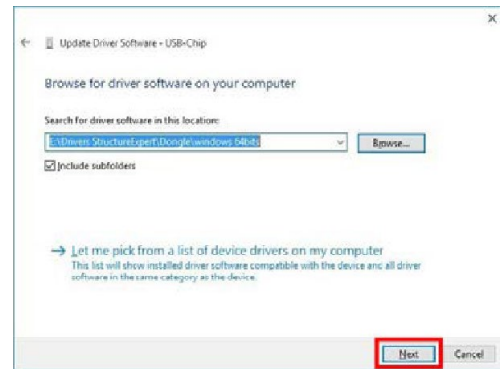 Update Driver Software - USB-Chip
Browse for driver software on your computer
Search for driver software in this location:
E:\Drivers StructureExpert\Dongle\windows 64bits
Browse...
Include subfolders
Let me pick from a list of device drivers on my computer
This list will show installed driver software compatible with the device and all driver
software in the same category as the device.
Next
Cancel